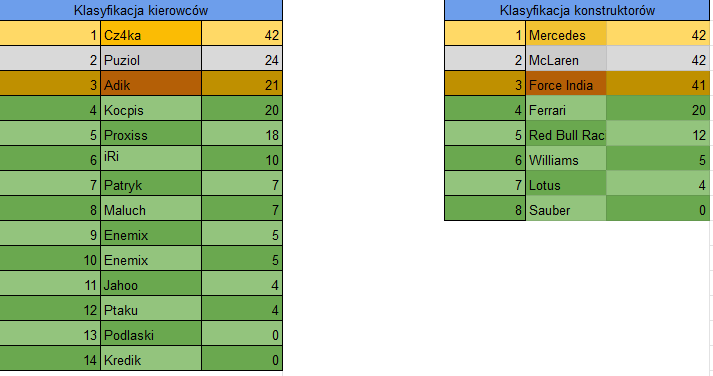 Klasyfikacja kierowców
1 Cz4ka 42
2 Puziol 24
3 Adik 21
4 Kocpis 20
5 Proxiss 18
6 iRi 10
7 Patryk 7
8 Maluch 7
9 Enemix 5
10 Enemix 5
11 Jahoo 4
12 Ptaku 4
13 Podlaski 0
14 Kredik 0
Klasyfikacja konstruktorów
1 Mercedes 42
2 McLaren 42
3 Force India 41
4 Ferrari 20
5 Red Bull Rac 12
6 Williams 5
7 Lotus 4
8 Sauber 0